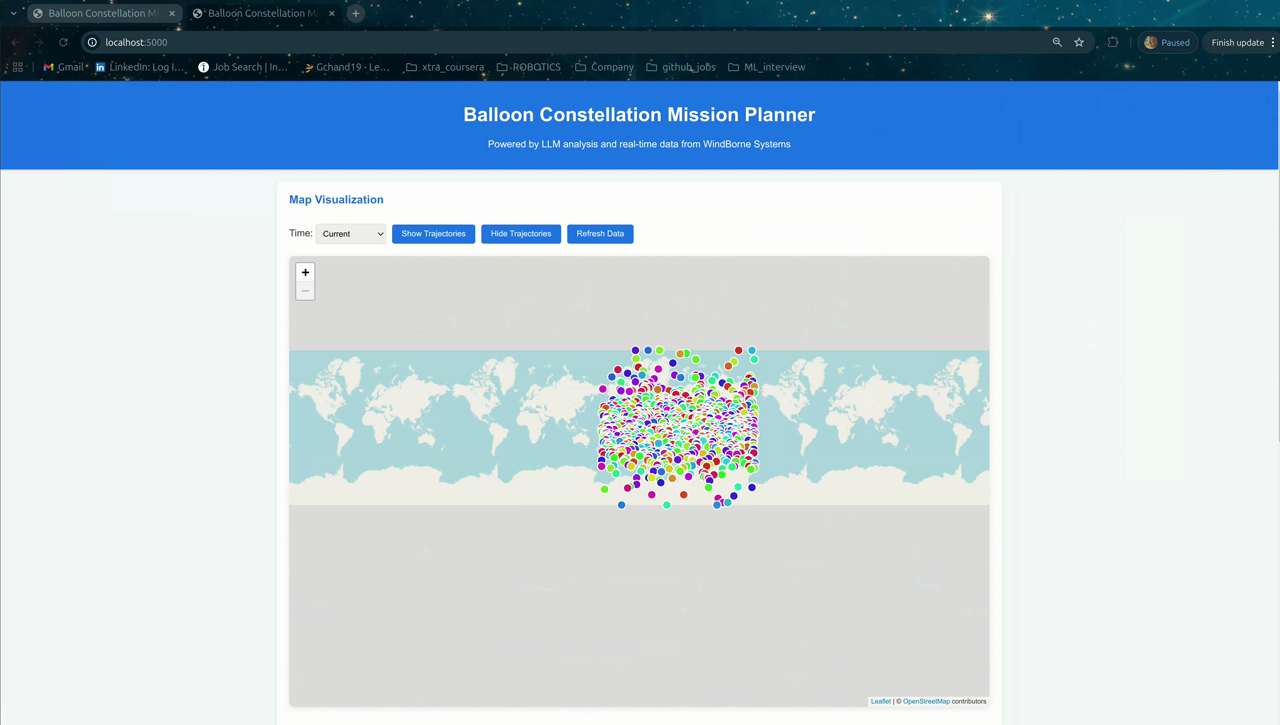 Balloon Constellation Mi
Balloon Constellation M
localhost:5000
Paused
Finish update
Gmail
LinkedIn: Log I...
Job Search | In...
Gchand19 - Le...
xtra_coursera
-ROBOTICS
Company
github_jobs
ML_interview
Balloon Constellation Mission Planner
Powered by LLM analysis and real-time data from WindBorne Systems
Map Visualization
Time: Current Show Trajectories Hide Trajectories Refresh Data
+
−
Leaflet | © OpenStreetMap contributors